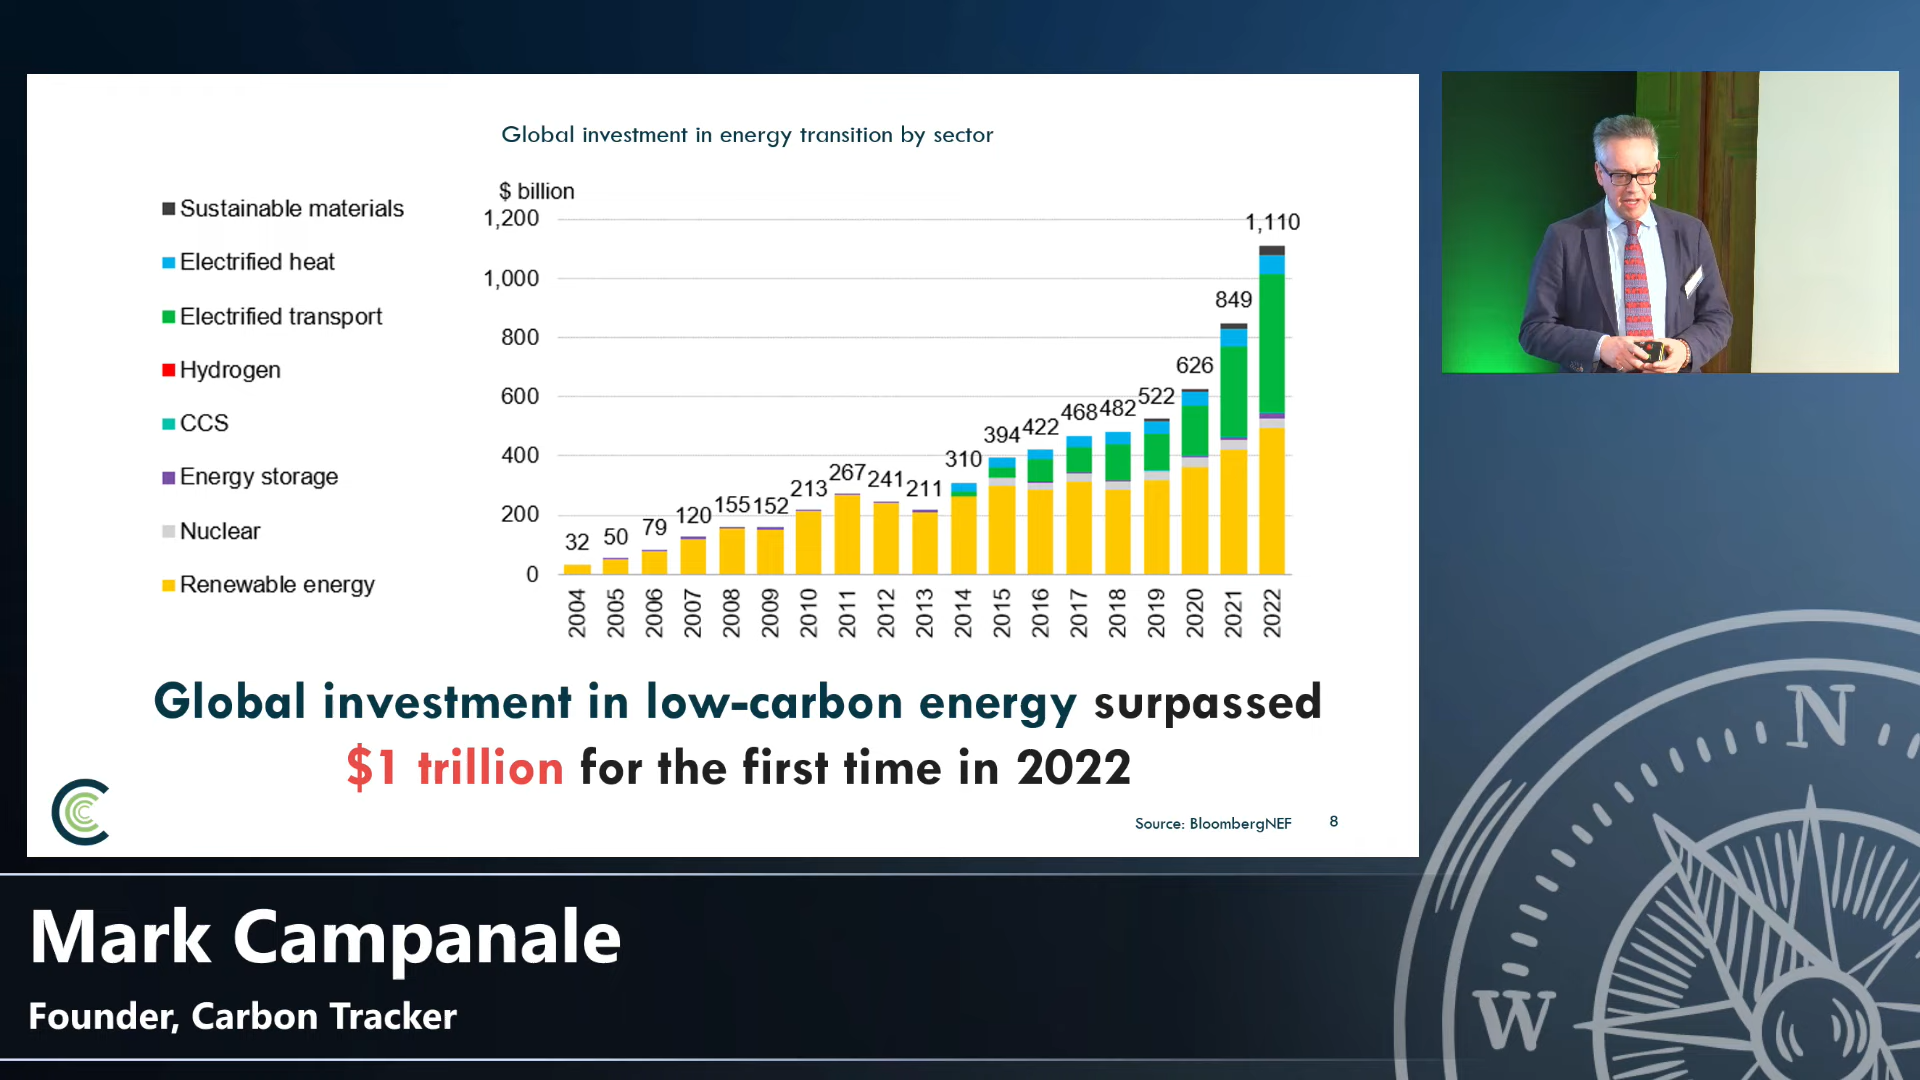 Global investment in energy transition by sector
$ billion
Sustainable materials
Electrified heat
Electrified transport
Hydrogen
CCS
Energy storage
Nuclear
Renewable energy
1,200
1,000
800
600
400
200
0
32 50 79 120 155 152 213 267 241 211 310 394 422 468 482 522 626 849 1,110
2004 2005 2006 2007 2008 2009 2010 2011 2012 2013 2014 2015 2016 2017 2018 2019 2020 2021 2022
Global investment in low-carbon energy surpassed
$1 trillion for the first time in 2022
Source: BloombergNEF 8
Mark Campanale
Founder, Carbon Tracker
N
W